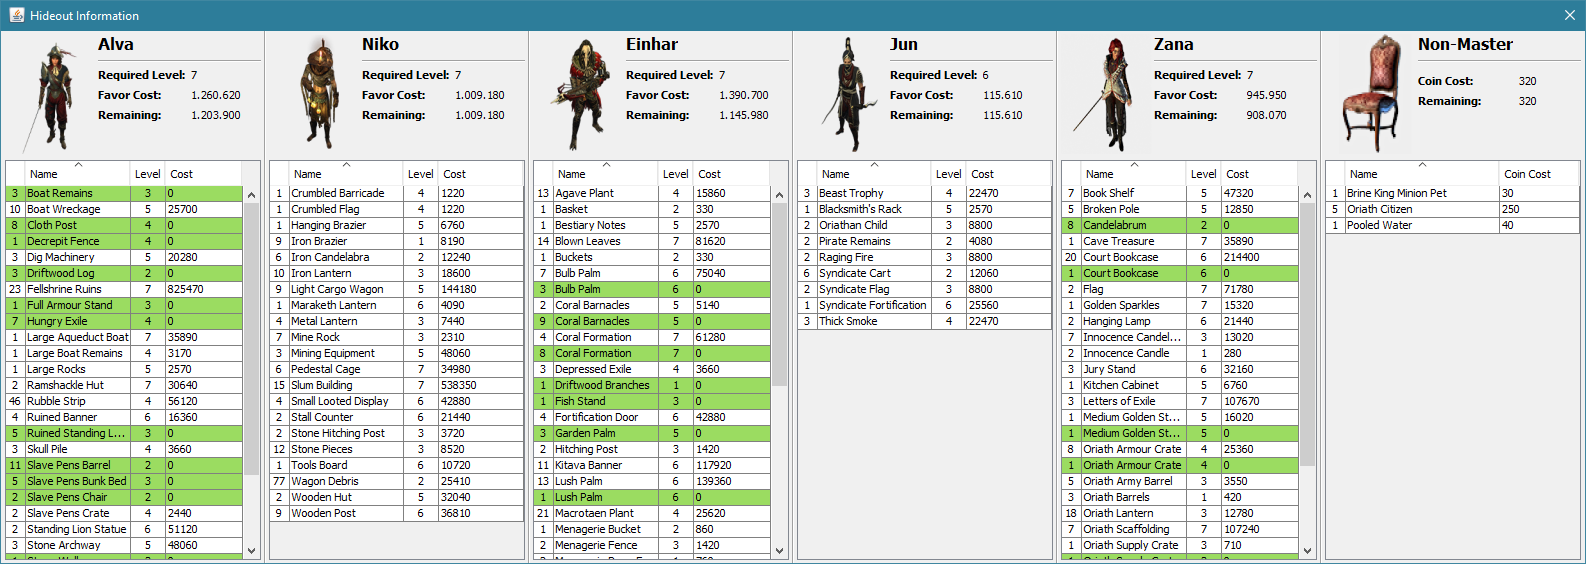 Hideout Information
Alva
Required Level: 7
Favor Cost: 1.260.620
Remaining: 1.203.900
Name Level Cost
3 Boat Remains 3 0
10 Boat Wreckage 5 25700
8 Cloth Post 4 0
1 Decrepit Fence 4 0
3 Dig Machinery 5 20280
3 Driftwood Log 2 0
23 Fellshrine Ruins 7 825470
1 Full Armour Stand 3 0
7 Hungry Exile 4 0
1 Large Aqueduct Boat 7 35890
1 Large Boat Remains 4 3170
1 Large Rocks 5 2570
2 Ramshackle Hut 7 30640
46 Rubble Strip 4 56120
4 Ruined Banner 6 16360
5 Ruined Standing L... 3 0
3 Skull Pile 4 3660
11 Slave Pens Barrel 2 0
5 Slave Pens Bunk Bed 3 0
2 Slave Pens Chair 2 0
2 Slave Pens Crate 4 2440
2 Standing Lion Statue 6 51120
3 Stone Archway 5 48060
Niko
Required Level: 7
Favor Cost: 1.009.180
Remaining: 1.009.180
Name Level Cost
1 Crumbled Barricade 4 1220
1 Crumbled Flag 4 1220
1 Hanging Brazier 5 6760
9 Iron Brazier 1 8190
6 Iron Candelabra 2 12240
10 Iron Lantern 3 18600
9 Light Cargo Wagon 5 144180
1 Maraketh Lantern 6 4090
4 Metal Lantern 3 7440
7 Mine Rock 3 2310
3 Mining Equipment 5 48060
6 Pedestal Cage 7 34980
15 Slum Building 7 538350
4 Small Looted Display 6 42880
2 Stall Counter 6 21440
2 Stone Hitching Post 3 3720
12 Stone Pieces 3 8520
1 Tools Board 6 10720
77 Wagon Debris 2 25410
2 Wooden Hut 5 32040
9 Wooden Post 6 36810
Einhar
Required Level: 7
Favor Cost: 1.390.700
Remaining: 1.145.980
Name Level Cost
13 Agave Plant 4 15860
1 Basket 2 330
1 Bestiary Notes 5 2570
14 Blown Leaves 7 81620
1 Buckets 2 330
7 Bulb Palm 6 75040
3 Bulb Palm 6 0
2 Coral Barnacles 5 5140
9 Coral Barnacles 5 0
4 Coral Formation 7 61280
8 Coral Formation 7 0
3 Depressed Exile 4 3660
1 Driftwood Branches 1 0
1 Fish Stand 3 0
4 Fortification Door 6 42880
3 Garden Palm 5 0
2 Hitching Post 3 1420
11 Kitava Banner 6 117920
13 Lush Palm 6 139360
1 Lush Palm 6 0
21 Macrotaen Plant 4 25620
1 Menagerie Bucket 2 860
2 Menagerie Fence 3 1420
Jun
Required Level: 6
Favor Cost: 115.610
Remaining: 115.610
Name Level Cost
3 Beast Trophy 4 22470
1 Blacksmith's Rack 5 2570
2 Oriathan Child 3 8800
2 Pirate Remains 2 4080
2 Raging Fire 3 8800
6 Syndicate Cart 2 12060
2 Syndicate Flag 3 8800
1 Syndicate Fortification 6 25560
3 Thick Smoke 4 22470
Zana
Required Level: 7
Favor Cost: 945.950
Remaining: 908.070
Name Level Cost
7 Book Shelf 5 47320
5 Broken Pole 5 12850
8 Candelabrum 2 0
1 Cave Treasure 7 35890
20 Court Bookcase 6 214400
1 Court Bookcase 6 0
2 Flag 7 71780
1 Golden Sparkles 7 15320
2 Hanging Lamp 6 21440
7 Innocence Candel... 3 13020
2 Innocence Candle 1 280
3 Jury Stand 6 32160
1 Kitchen Cabinet 5 6760
3 Letters of Exile 7 107670
1 Medium Golden St... 5 16020
1 Medium Golden St... 5 0
8 Oriath Armour Crate 4 25360
1 Oriath Armour Crate 4 0
5 Oriath Army Barrel 3 3550
3 Oriath Barrels 1 420
18 Oriath Lantern 3 12780
7 Oriath Scaffolding 7 107240
1 Oriath Supply Crate 3 710
Non-Master
Coin Cost: 320
Remaining: 320
Name Coin Cost
1 Brine King Minion Pet 30
5 Oriath Citizen 250
1 Pooled Water 40